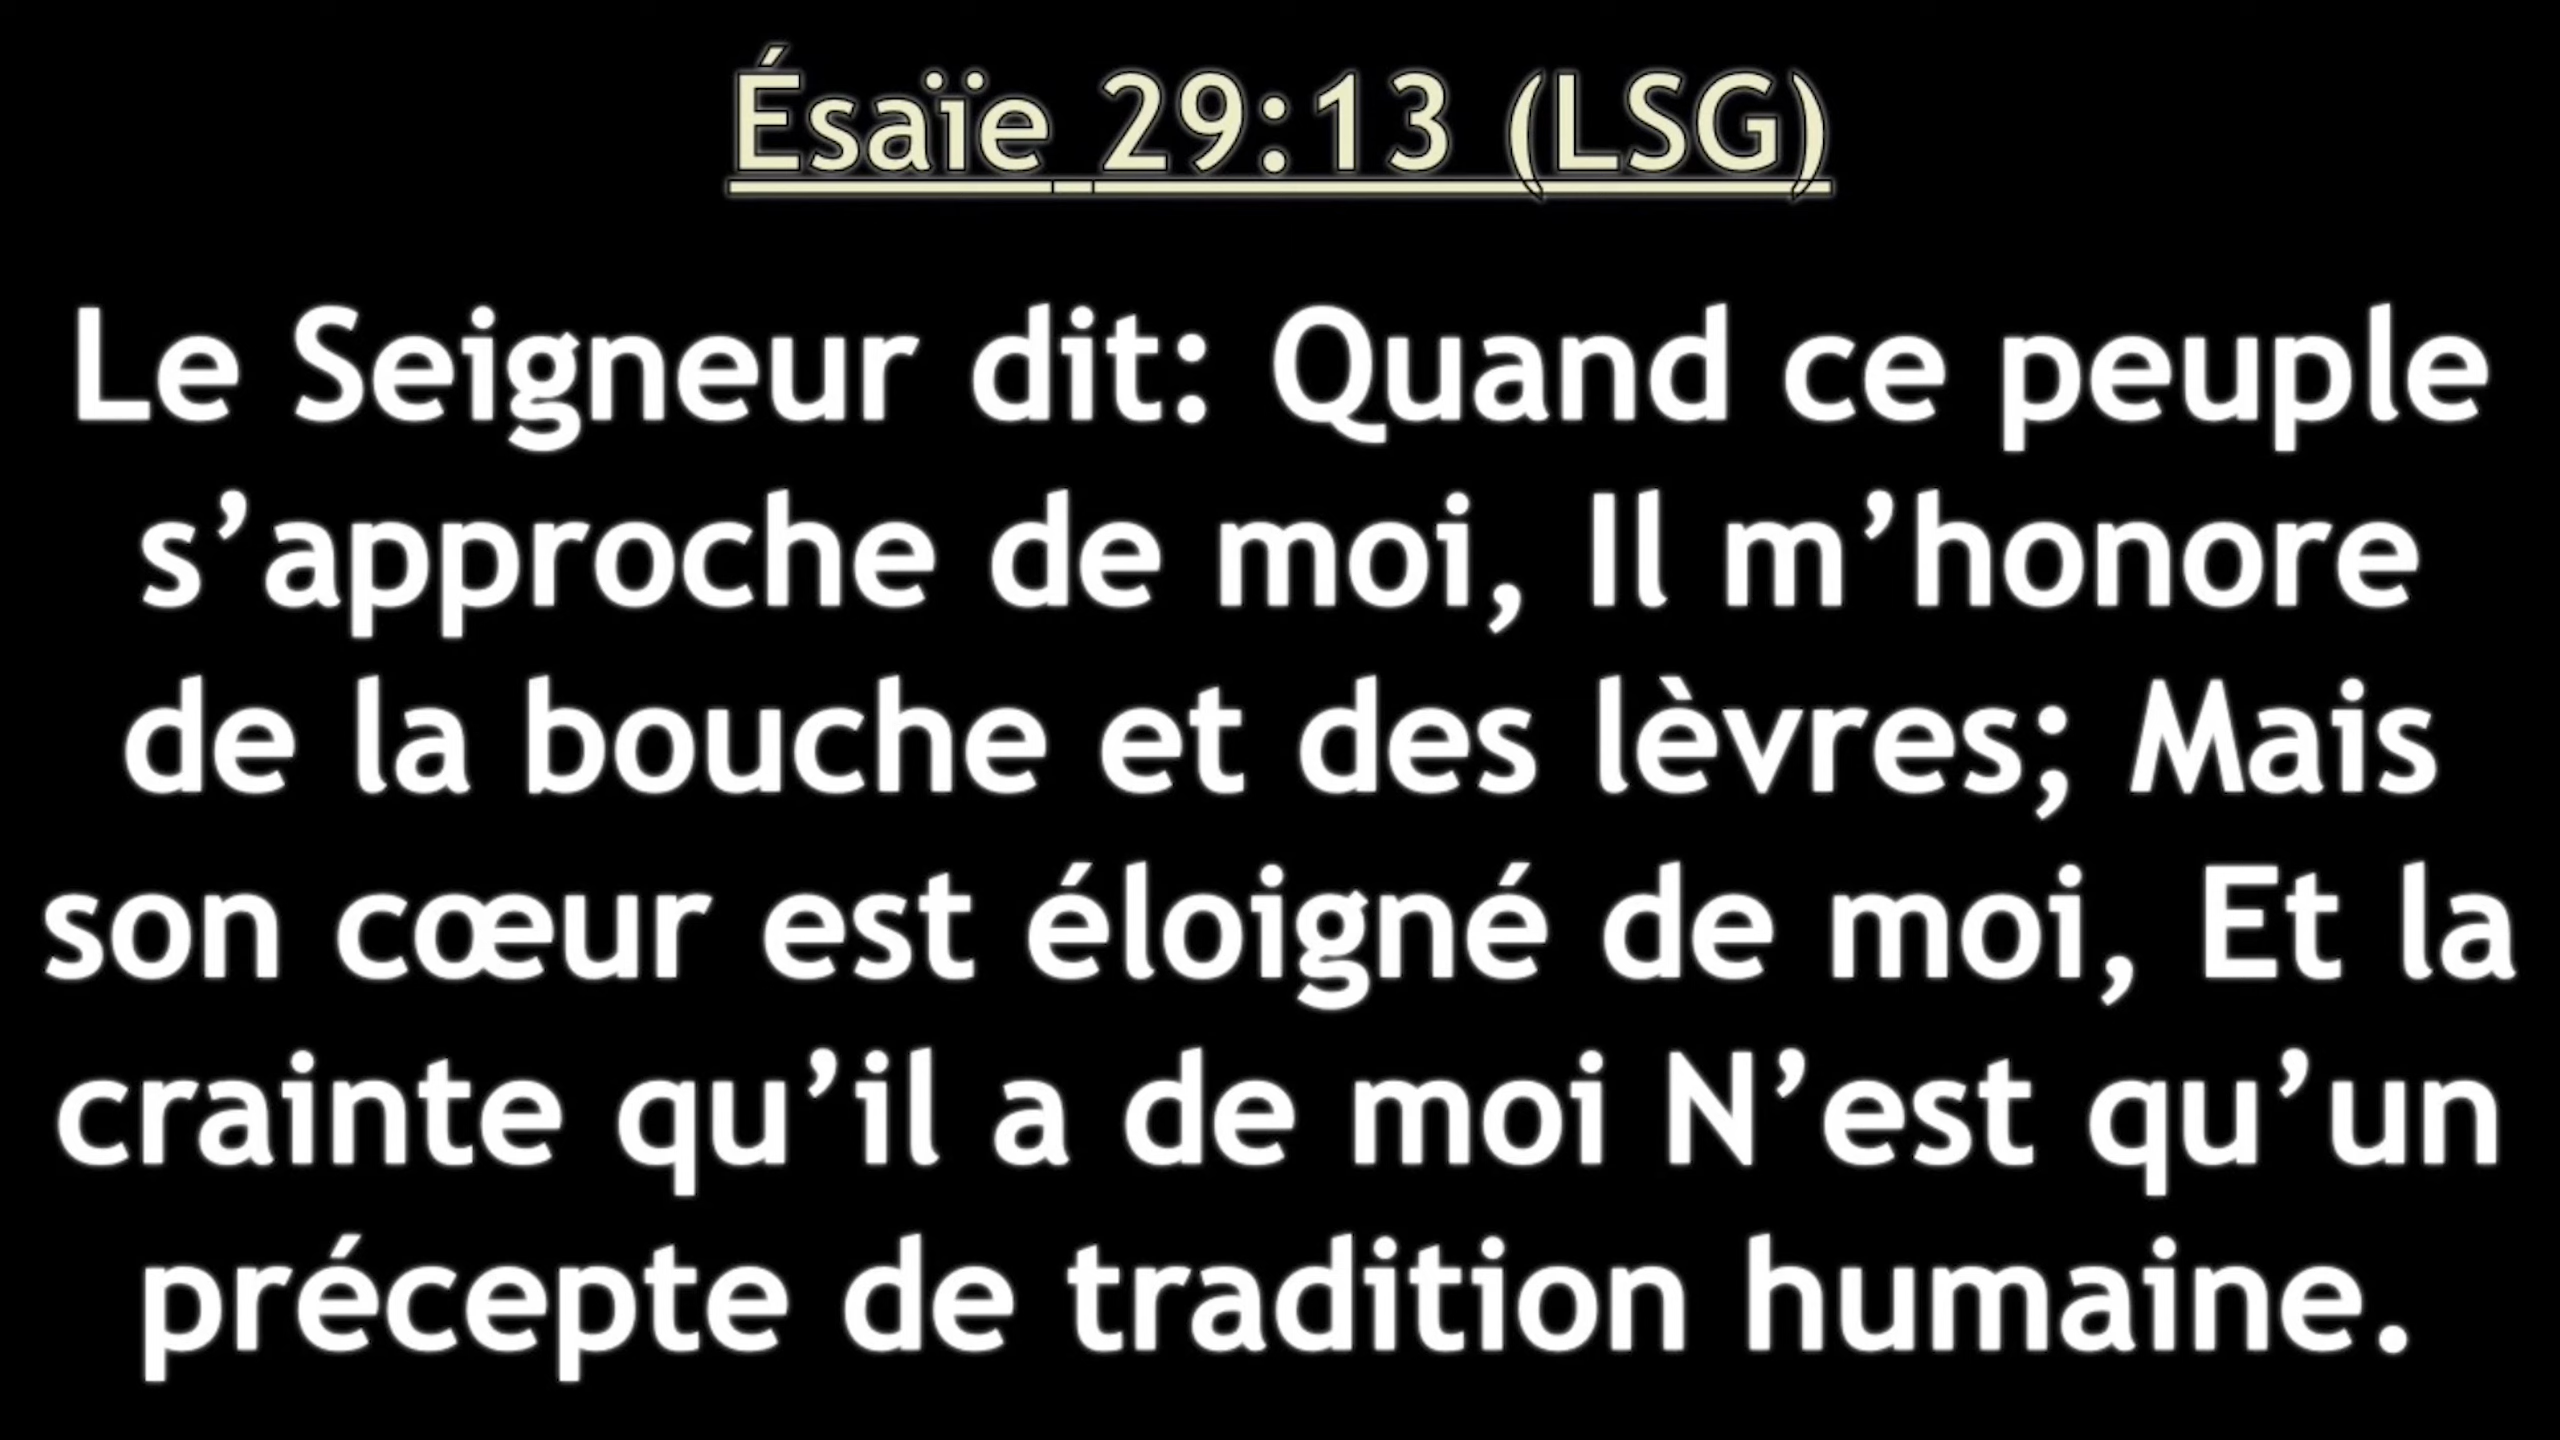 Ésaïe 29:13 (LSG)
Le Seigneur dit: Quand ce peuple
s’approche de moi, Il m’honore
de la bouche et des lèvres; Mais
son cœur est éloigné de moi, Et la
crainte qu’il a de moi N’est qu’un
précepte de tradition humaine.